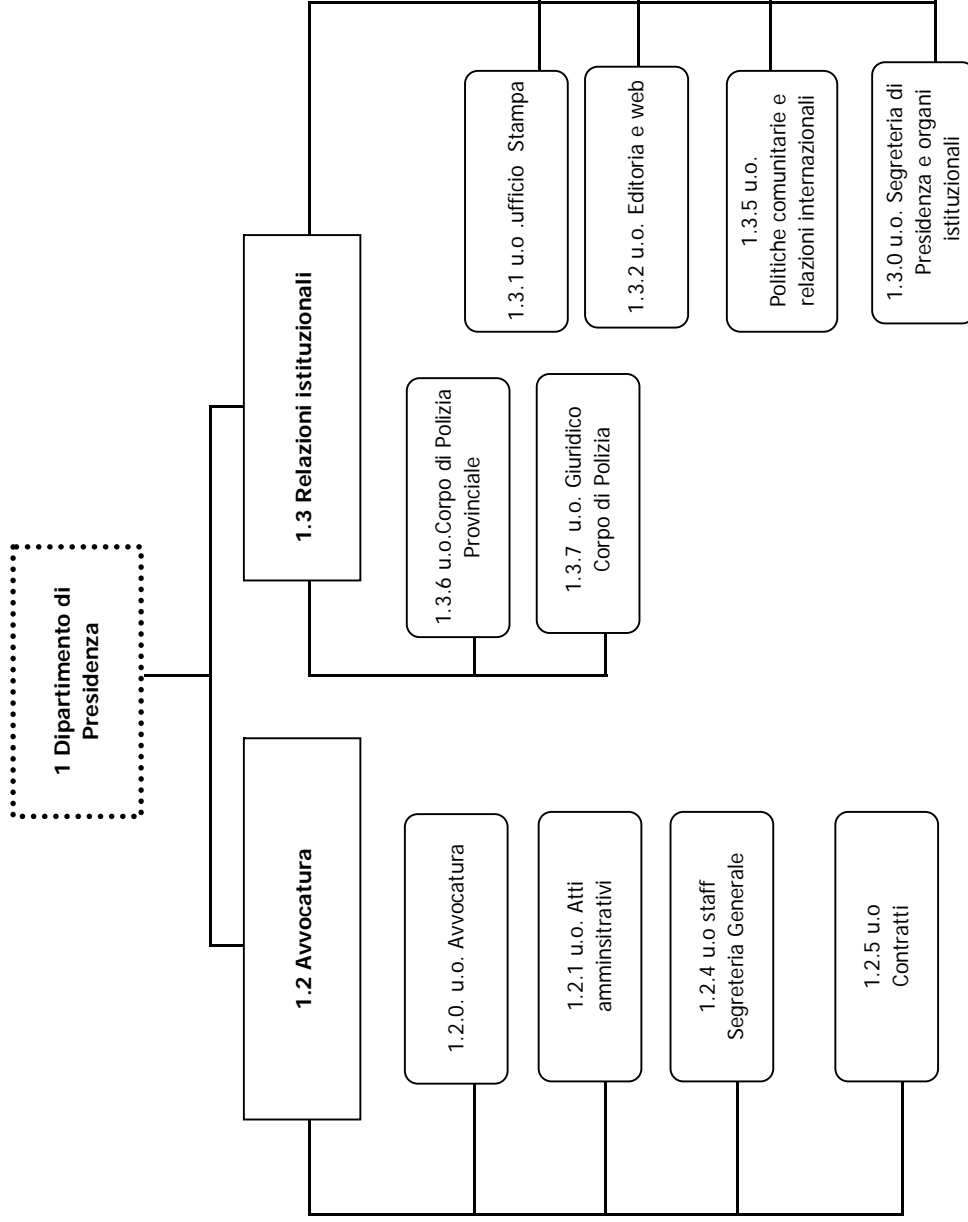 1 Dipartimento di
Presidenza
1.2 Avvocatura
1.2.0. u.o. Avvocatura
1.2.1 u.o. Atti
amminsitrativi
1.2.4 u.o staff
Segreteria Generale
1.2.5 u.o
Contratti
1.3 Relazioni istituzionali
1.3.6 u.o.Corpo di Polizia
Provinciale
1.3.7 u.o. Giuridico
Corpo di Polizia
1.3.1 u.o .ufficio Stampa
1.3.2 u.o. Editoria e web
1.3.5 u.o.
Politiche comunitarie e
relazioni internazionali
1.3.0 u.o. Segreteria di
Presidenza e organi
istituzionali